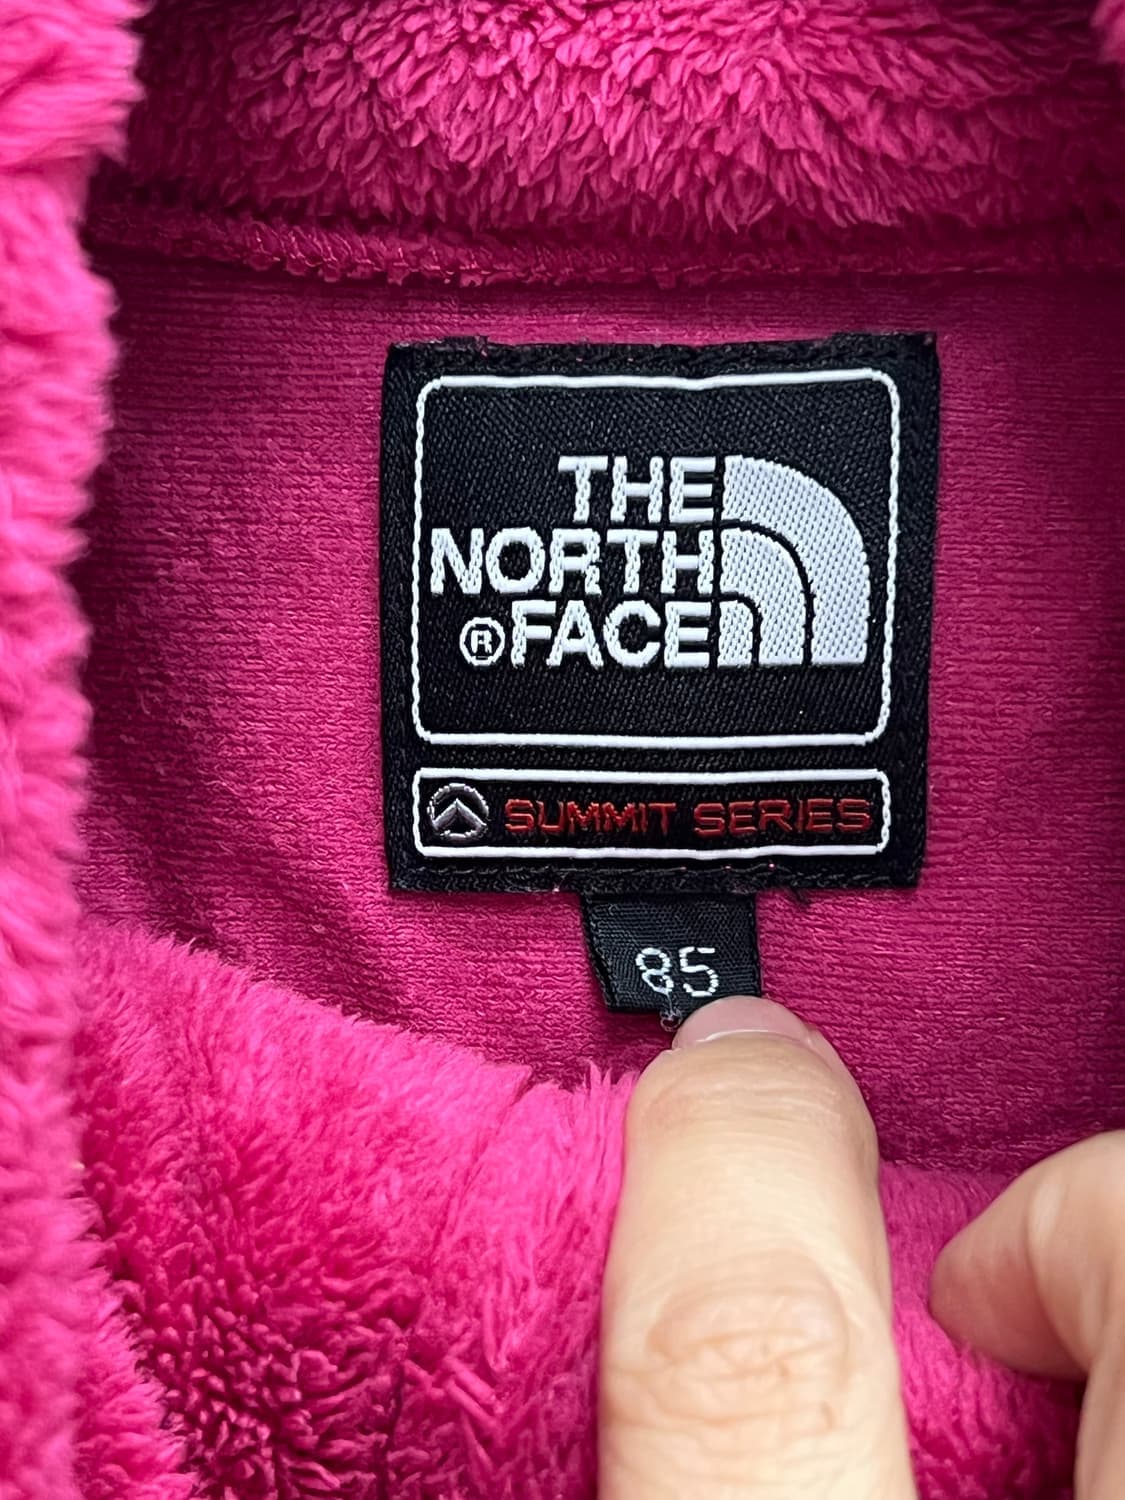 THE
NORTH
®FACE
SUMMIT SERIES
85